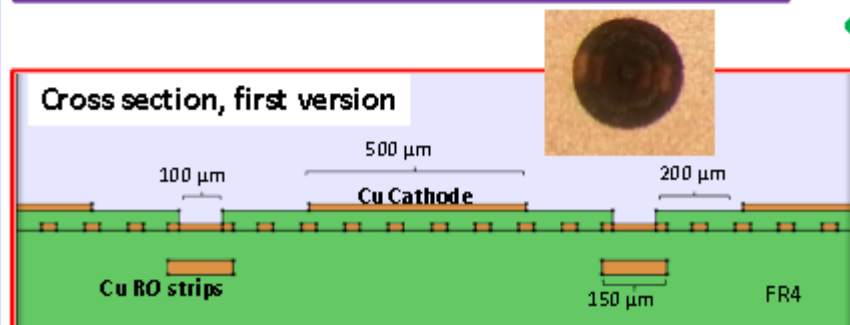 Cross section, first version
500 μm
100 μm
200 μm
Cu Cathode
Cu RO strips
150 μm
FR4